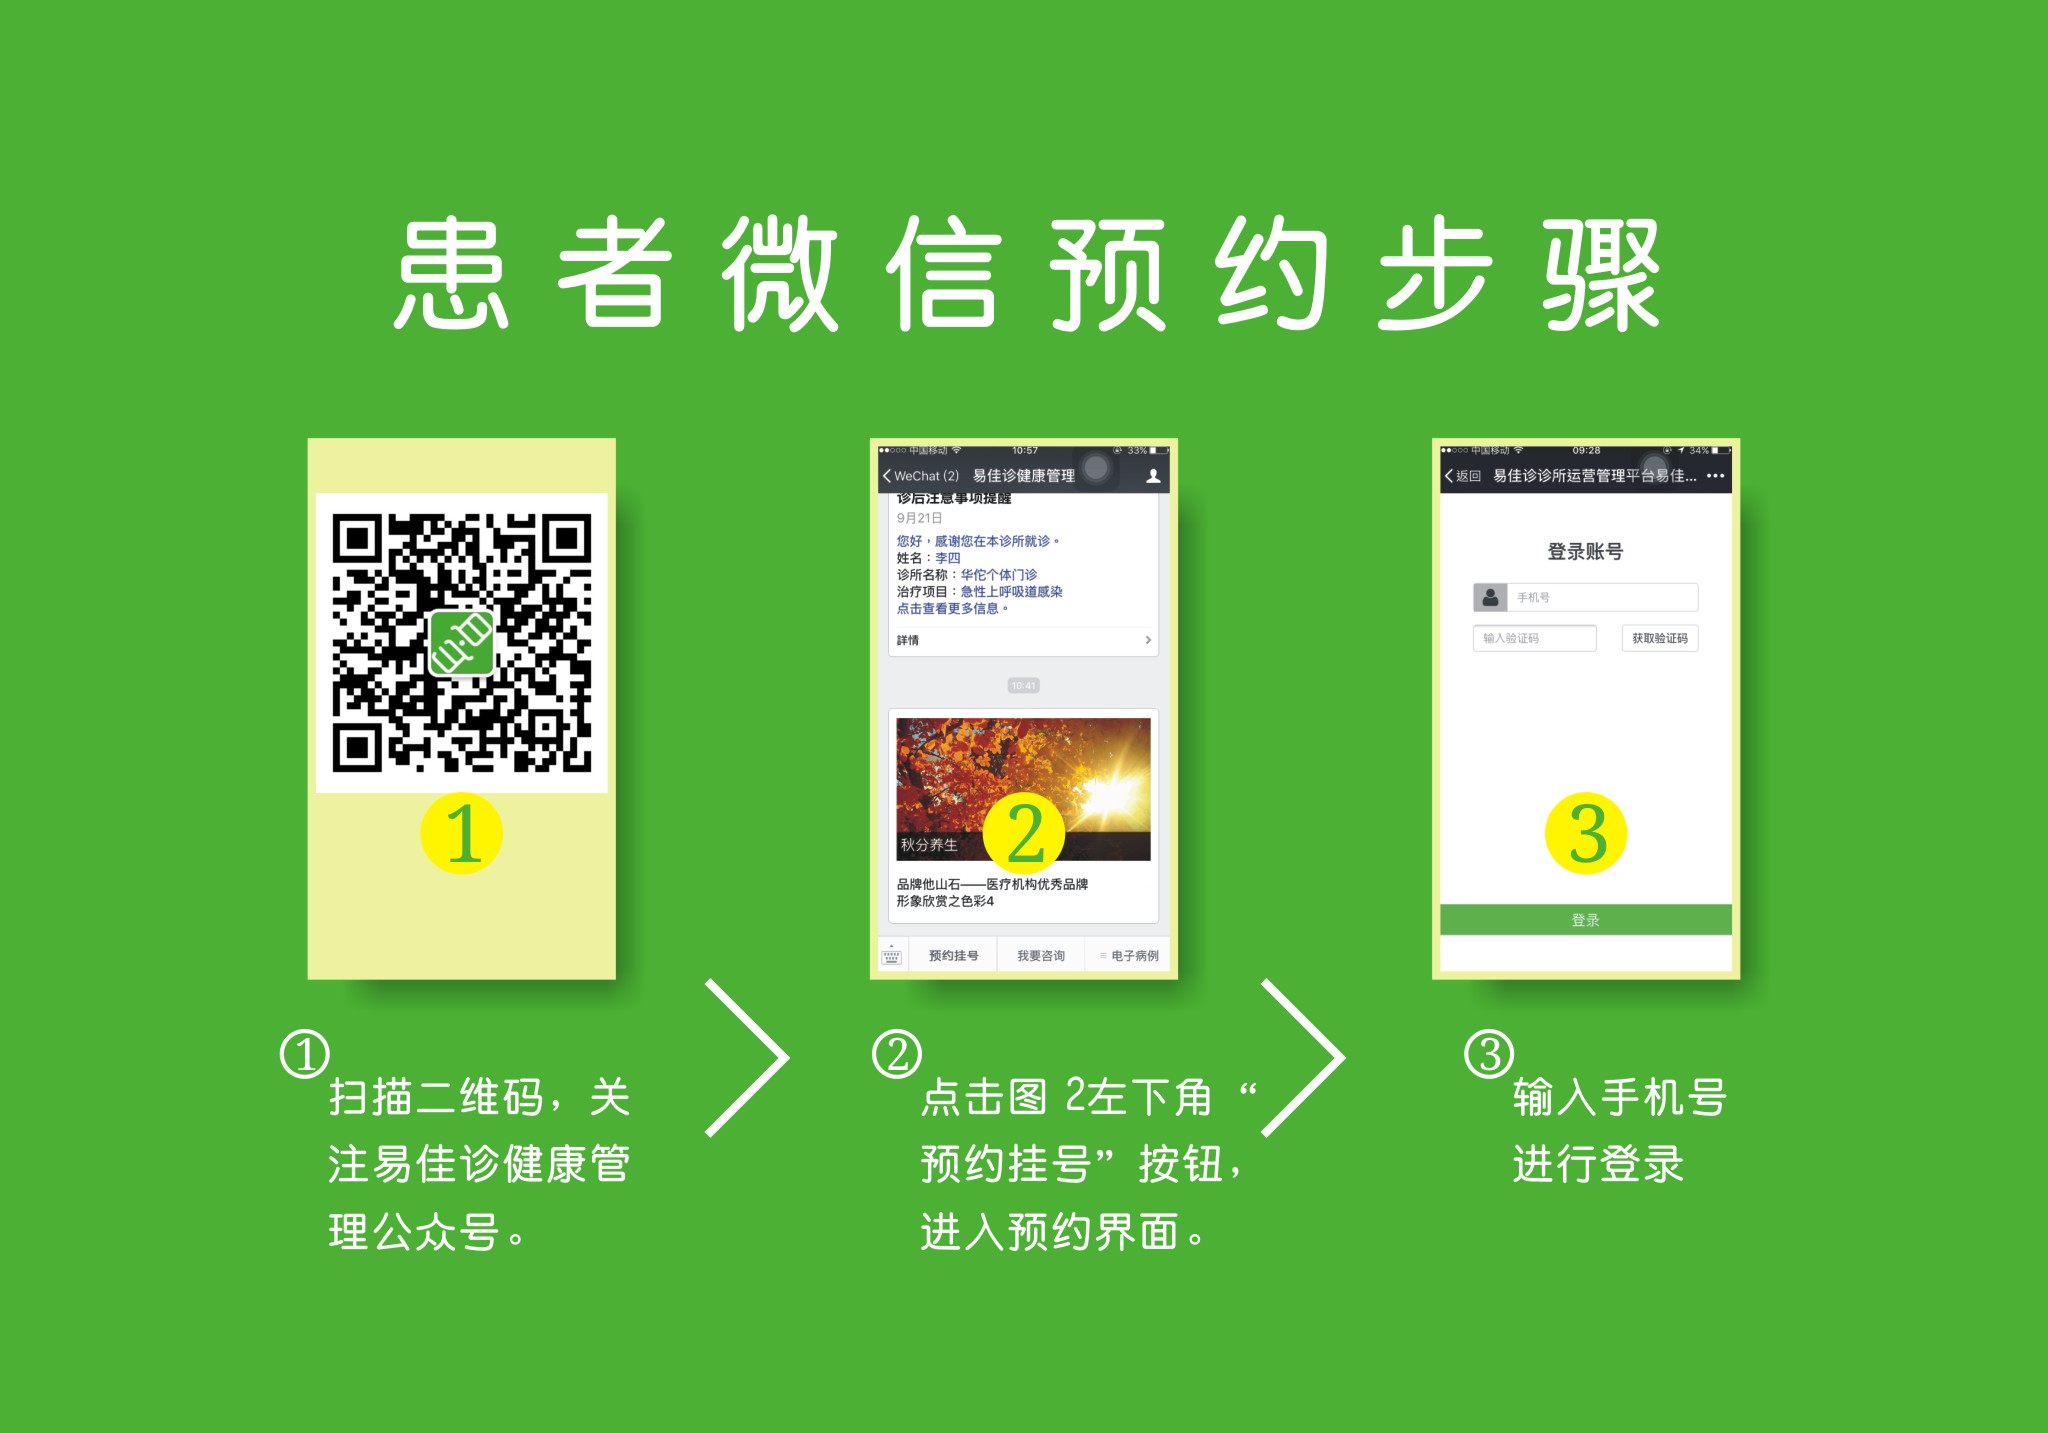 患者微信预约步骤
1
中国移动 10:57 33%
WeChat (2) 易佳诊健康管理
诊后注意事项提醒
9月21日
您好，感谢您在本诊所就诊。
姓名：李四
诊所名称：华佗个体门诊
治疗项目：急性上呼吸道感染
点击查看更多信息。
詳情
10:41
秋分养生
2
品牌他山石——医疗机构优秀品牌
形象欣赏之色彩4
预约挂号 我要咨询 电子病例
中国移动 09:28 34%
返回 易佳诊诊所运营管理平台易佳...
登录账号
手机号
输入验证码 获取验证码
3
登录
①
扫描二维码，关
注易佳诊健康管
理公众号。
②
点击图 2左下角“
预约挂号”按钮，
进入预约界面。
③
输入手机号
进行登录